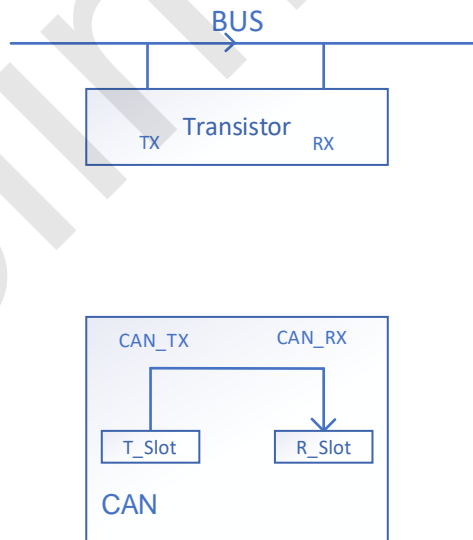 BUS
Transistor
TX RX
CAN_TX CAN_RX
T_Slot R_Slot
CAN